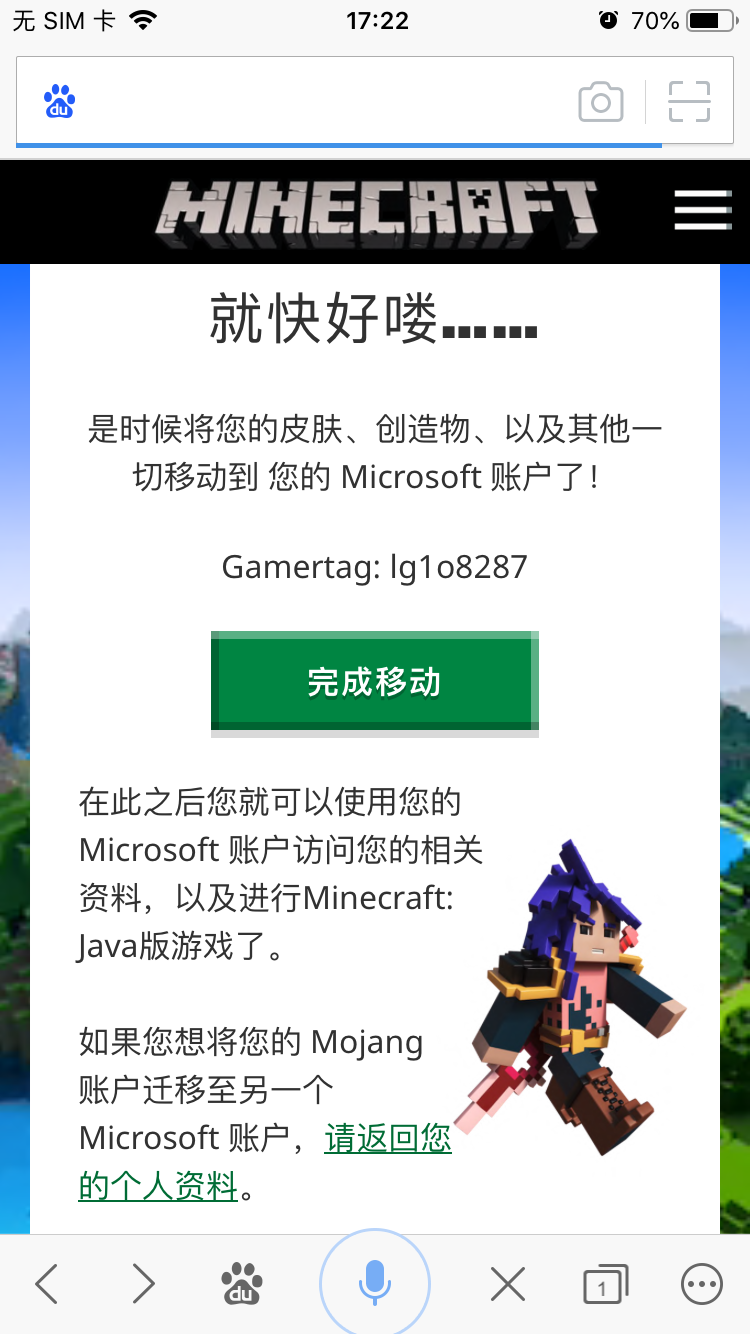 无 SIM 卡
17:22
70%
du
MINECRAFT
就快好喽……
是时候将您的皮肤、创造物、以及其他一
切移动到 您的 Microsoft 账户了！
Gamertag: lg1o8287
完成移动
在此之后您就可以使用您的
Microsoft 账户访问您的相关
资料，以及进行Minecraft:
Java版游戏了。
如果您想将您的 Mojang
账户迁移至另一个
Microsoft 账户，请返回您
的个人资料。
du
1